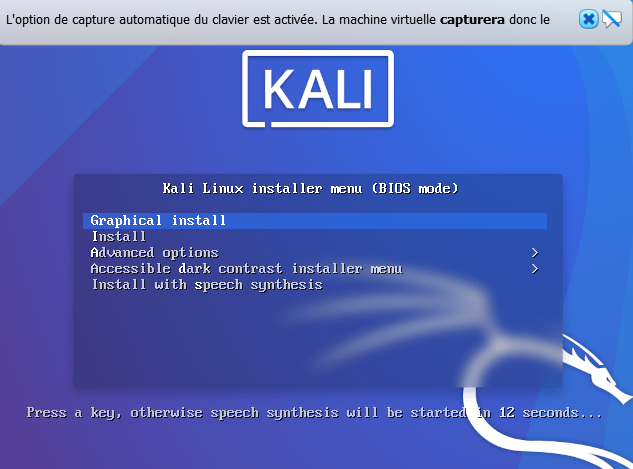 L'option de capture automatique du clavier est activée. La machine virtuelle capturera donc le
KALI
Kali Linux installer menu (BIOS mode)
Graphical install
Install
Advanced options >
Accessible dark contrast installer menu >
Install with speech synthesis
Press a key, otherwise speech synthesis will be started in 12 seconds...